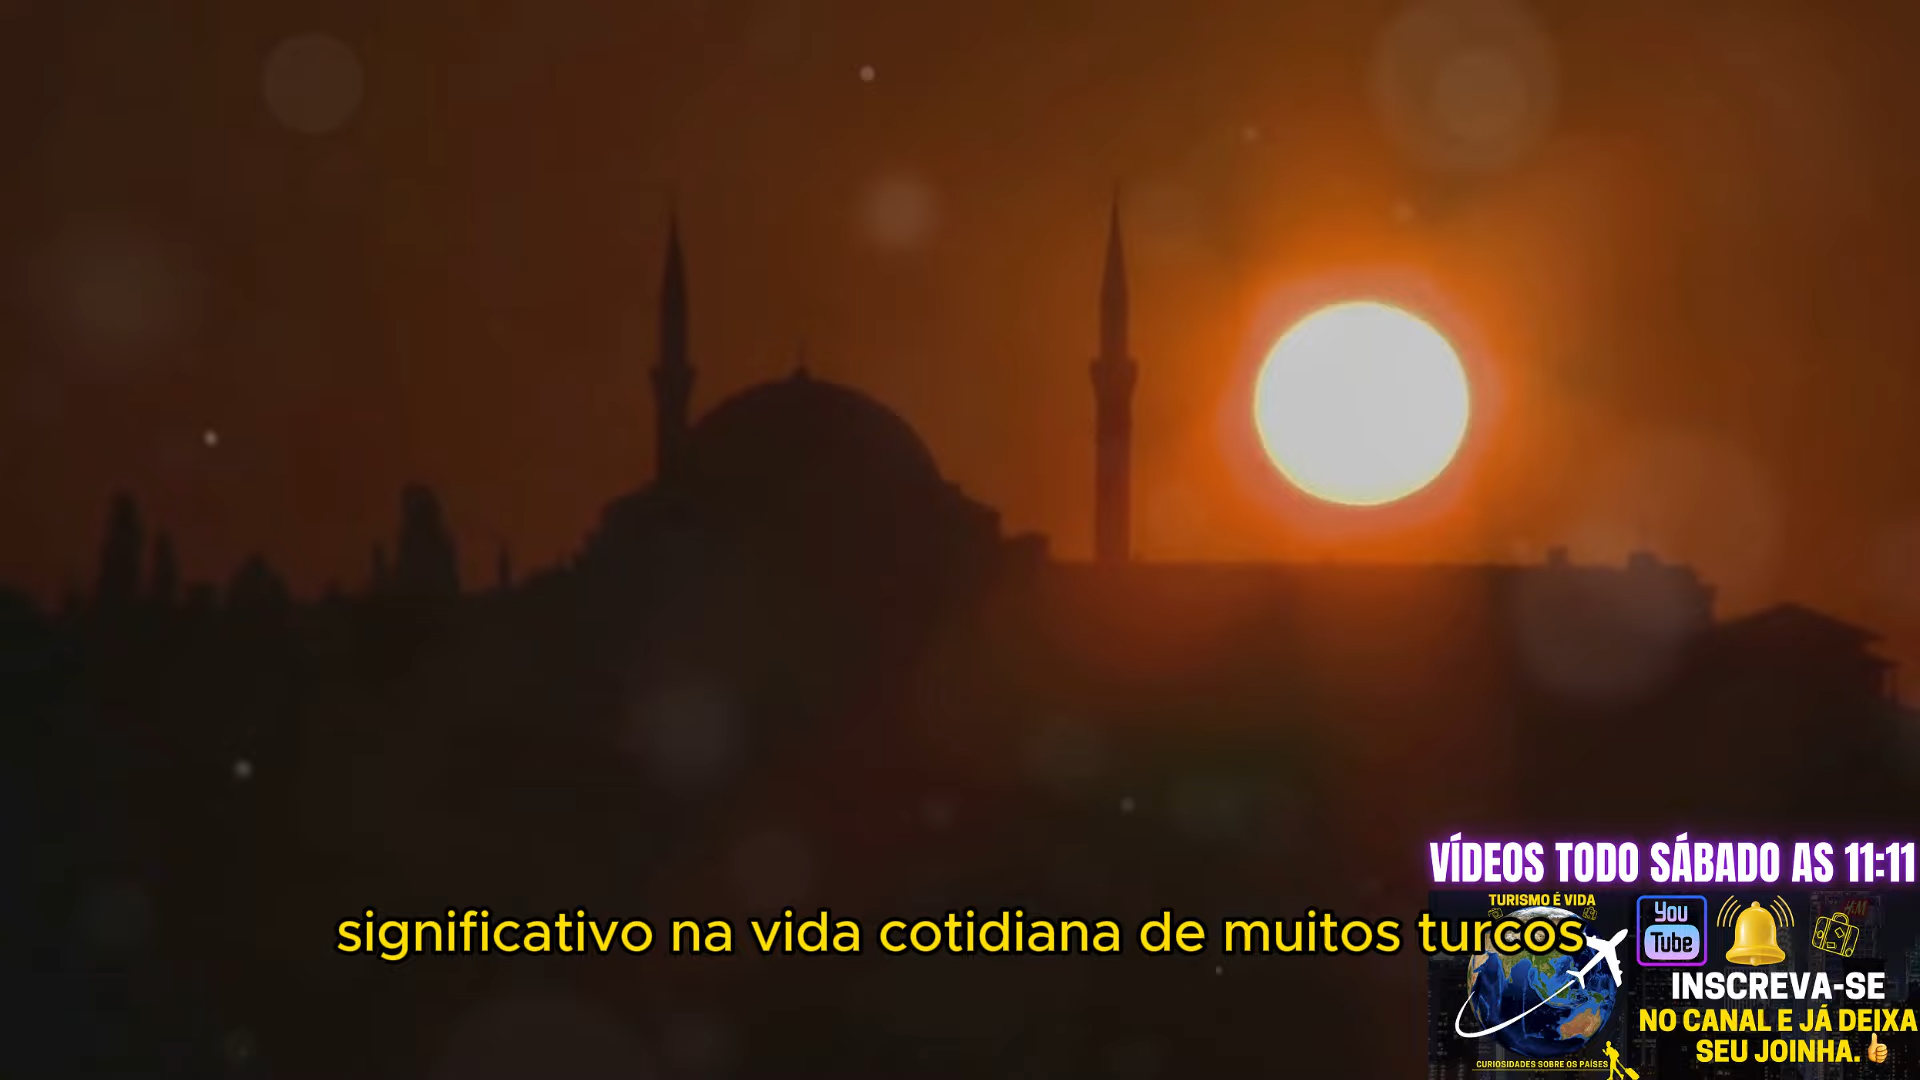 VÍDEOS TODO SÁBADO AS 11:11
TURISMO É VIDA
significativo na vida cotidiana de muitos turcos
You
Tube
H&M
INSCREVA-SE
NO CANAL E JÁ DEIXA
SEU JOINHA.
CURIOSIDADES SOBRE OS PAÍSES